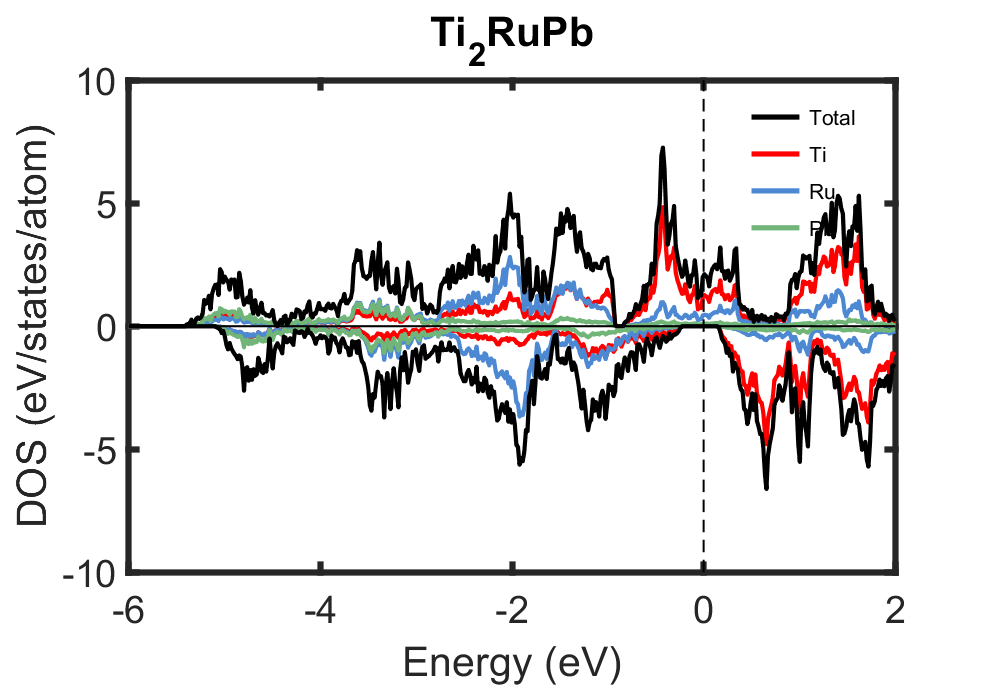 Ti2RuPb
10
5
0
-5
-10
DOS (eV/states/atom)
Total
Ti
Ru
-6
-4
-2
0
2
Energy (eV)